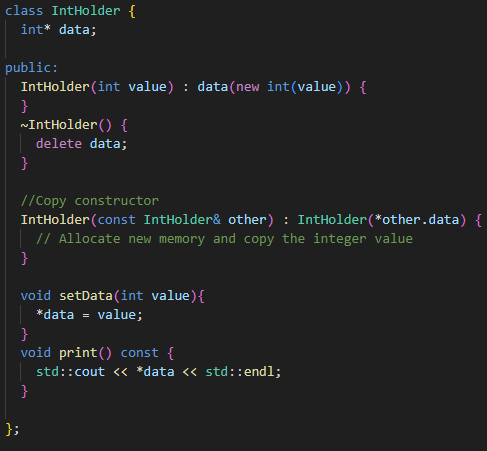 class IntHolder {
  int* data;

public:
  IntHolder(int value) : data(new int(value)) {
  }
  ~IntHolder() {
    delete data;
  }

  //Copy constructor
  IntHolder(const IntHolder& other) : IntHolder(*other.data) {
    // Allocate new memory and copy the integer value
  }

  void setData(int value){
    *data = value;
  }
  void print() const {
    std::cout << *data << std::endl;
  }

};